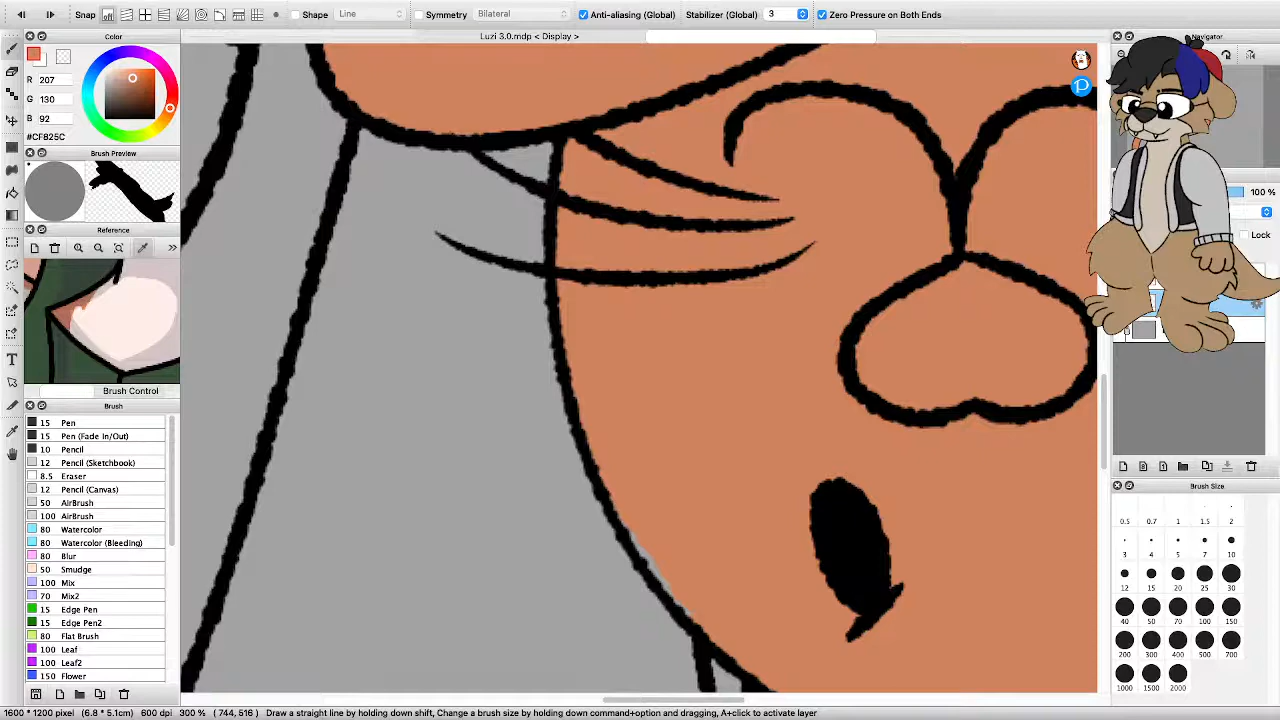 Snap
Shape
Line
Symmetry
Bilateral
Anti-aliasing (Global)
Stabilizer (Global)
3
Zero Pressure on Both Ends
Color
Luzi 3.0.mdp < Display >
Navigator
R 207
G 130
B 92
#CF825C
Brush Preview
Reference
100 %
Lock
Brush Control
Brush
15 Pen
15 Pen (Fade In/Out)
10 Pencil
12 Pencil (Sketchbook)
8.5 Eraser
12 Pencil (Canvas)
50 AirBrush
100 AirBrush
80 Watercolor
80 Watercolor (Bleeding)
80 Blur
50 Smudge
100 Mix
70 Mix2
15 Edge Pen
15 Edge Pen2
80 Flat Brush
100 Leaf
100 Leaf2
150 Flower
Brush Size
0.5 0.7 1 1.5 2
3 4 5 7 10
12 15 20 25 30
40 50 70 100 150
200 300 400 500 700
1000 1500 2000
1600 * 1200 pixel (6.8 * 5.1cm) 600 dpi 300 % (744, 516) Draw a straight line by holding down shift, Change a brush size by holding down command+option and dragging, A+click to activate layer